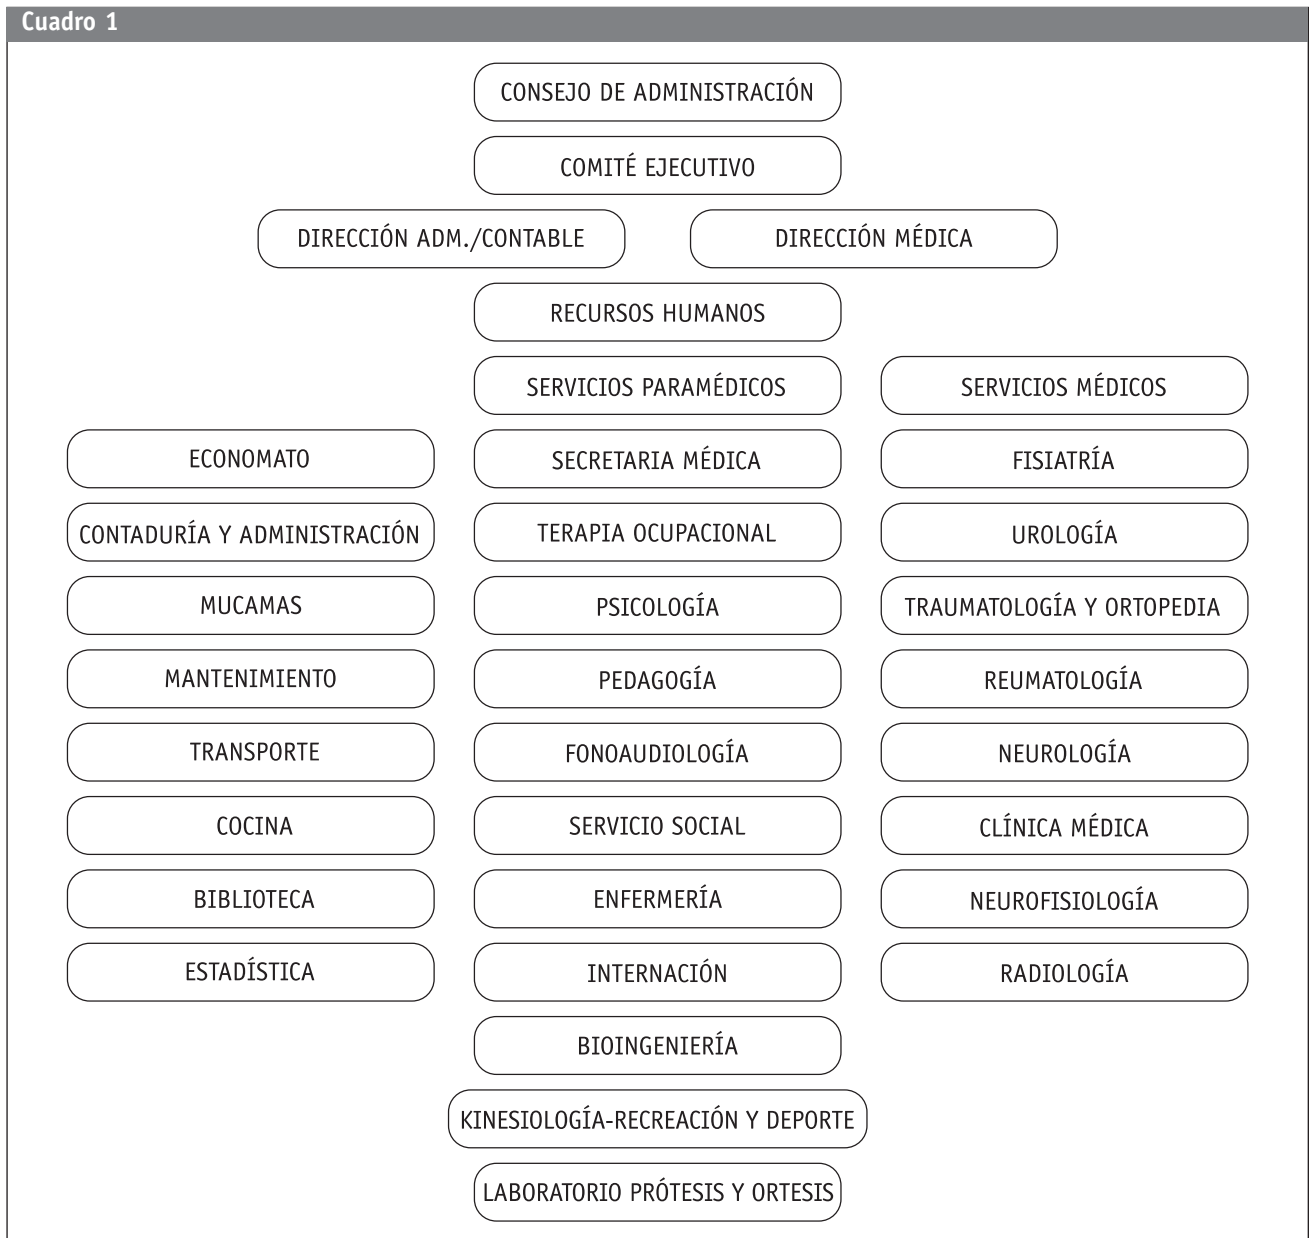 Cuadro 1
CONSEJO DE ADMINISTRACIÓN
COMITÉ EJECUTIVO
DIRECCIÓN ADM./CONTABLE
DIRECCIÓN MÉDICA
RECURSOS HUMANOS
SERVICIOS PARAMÉDICOS
SERVICIOS MÉDICOS
ECONOMATO
SECRETARIA MÉDICA
FISIATRÍA
CONTADURÍA Y ADMINISTRACIÓN
TERAPIA OCUPACIONAL
UROLOGÍA
MUCAMAS
PSICOLOGÍA
TRAUMATOLOGÍA Y ORTOPEDIA
MANTENIMIENTO
PEDAGOGÍA
REUMATOLOGÍA
TRANSPORTE
FONOAUDIOLOGÍA
NEUROLOGÍA
COCINA
SERVICIO SOCIAL
CLÍNICA MÉDICA
BIBLIOTECA
ENFERMERÍA
NEUROFISIOLOGÍA
ESTADÍSTICA
INTERNACIÓN
RADIOLOGÍA
BIOINGENIERÍA
KINESIOLOGÍA-RECREACIÓN Y DEPORTE
LABORATORIO PRÓTESIS Y ORTESIS